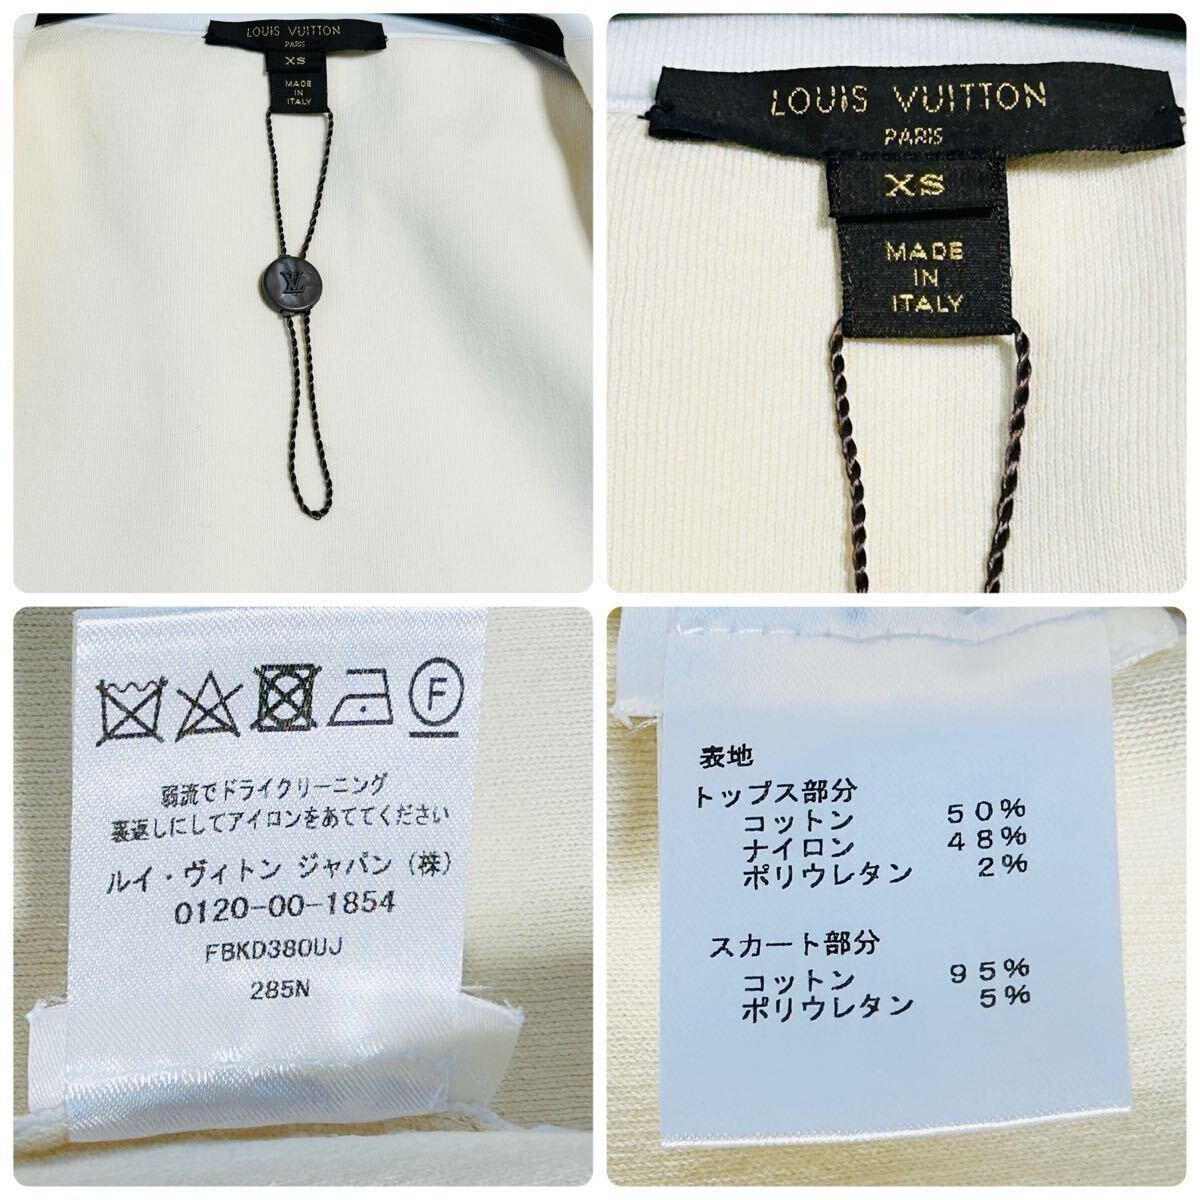 LOUIS VUITTON
PARIS
XS
MADE
IN
ITALY
LV
LOUIS VUITTON
PARIS
XS
MADE
IN
ITALY
F
弱流でドライクリーニング
裏返しにしてアイロンをあててください
ルイ・ヴィトン ジャパン（株）
0120-00-1854
FBKD380UJ
285N
表地
トップス部分
コットン 50%
ナイロン 48%
ポリウレタン 2%
スカート部分
コットン 95%
ポリウレタン 5%